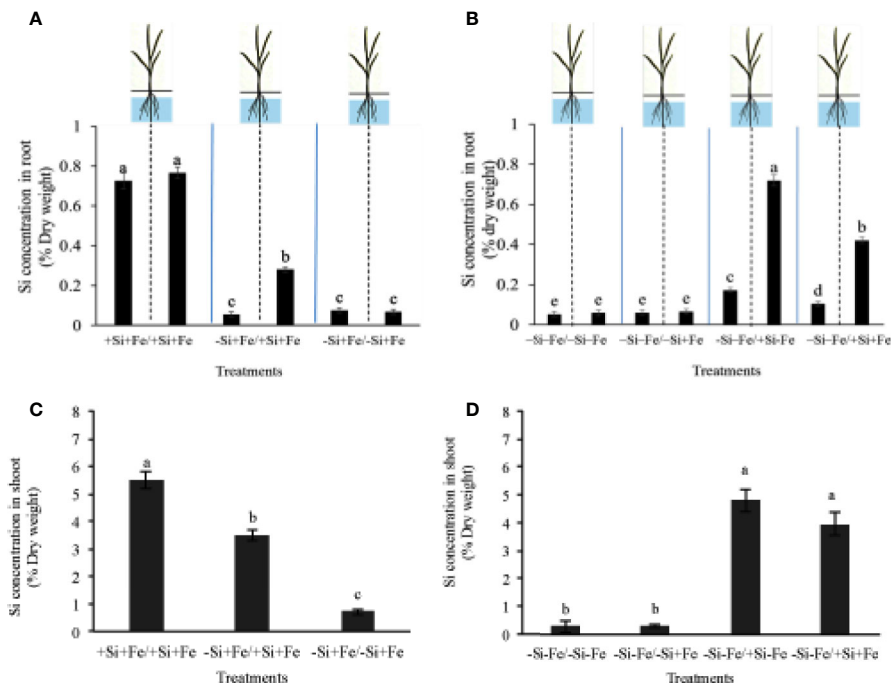 A
Si concentration in root
(% Dry weight)
1
0.8
0.6
0.4
0.2
0
a
a
c
b
c
c
+Si+Fe/+Si+Fe
-Si+Fe/+Si+Fe
-Si+Fe/-Si+Fe
Treatments
B
Si concentration in root
(% dry weight)
1
0.8
0.6
0.4
0.2
0
e
e
e
e
c
a
d
b
–Si–Fe/–Si–Fe
–Si–Fe/–Si+Fe
-Si–Fe/+Si-Fe
–Si–Fe/+Si+Fe
Treatments
C
Si concentration in shoot
(% Dry weight)
8
7
6
5
4
3
2
1
0
a
b
c
+Si+Fe/+Si+Fe
-Si+Fe/+Si+Fe
-Si+Fe/-Si+Fe
Treatments
D
Si concentration in shoot
(% Dry weight)
8
7
6
5
4
3
2
1
0
b
b
a
a
-Si-Fe/-Si-Fe
-Si-Fe/-Si+Fe
-Si-Fe/+Si-Fe
-Si-Fe/+Si+Fe
Treatments